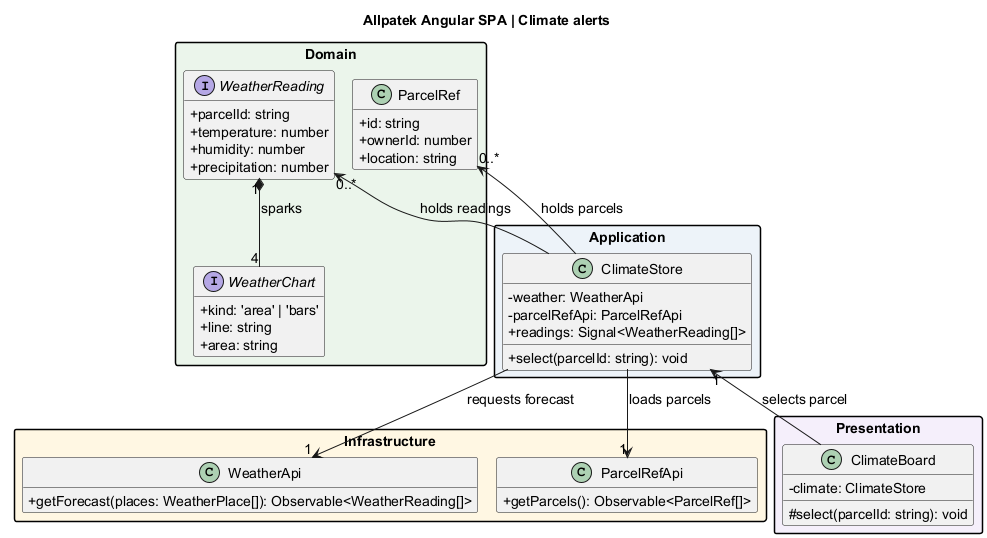 Allpatek Angular SPA | Climate alerts
Domain
I WeatherReading
+parcelId: string
+temperature: number
+humidity: number
+precipitation: number
C ParcelRef
+id: string
+ownerId: number
+location: string
0..*
0..*
1
sparks
holds readings
holds parcels
4
I WeatherChart
+kind: 'area' | 'bars'
+line: string
+area: string
Application
C ClimateStore
-weather: WeatherApi
-parcelRefApi: ParcelRefApi
+readings: Signal<WeatherReading[]>
+select(parcelId: string): void
1
requests forecast
loads parcels
selects parcel
Infrastructure
1
1
C WeatherApi
+getForecast(places: WeatherPlace[]): Observable<WeatherReading[]>
C ParcelRefApi
+getParcels(): Observable<ParcelRef[]>
Presentation
C ClimateBoard
-climate: ClimateStore
#select(parcelId: string): void